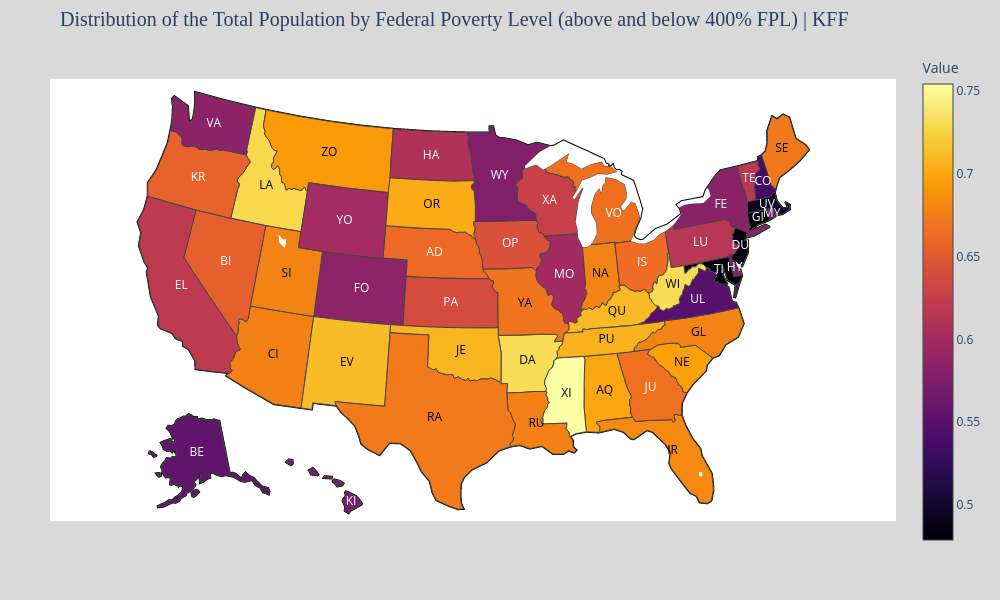 Distribution of the Total Population by Federal Poverty Level (above and below 400% FPL) | KFF
Value
0.75
0.7
0.65
0.6
0.55
0.5
VA
ZO
HA
WY
SE
KR
LA
XA
TE
CO
OR
VO
FE
UV
MY
GI
YO
AD
OP
LU
DU
BI
SI
IS
HY
TI
EL
FO
MO
NA
WI
UL
PA
YA
QU
GL
CI
EV
JE
DA
PU
NE
XI
AQ
JU
RA
RU
IR
BE
KI